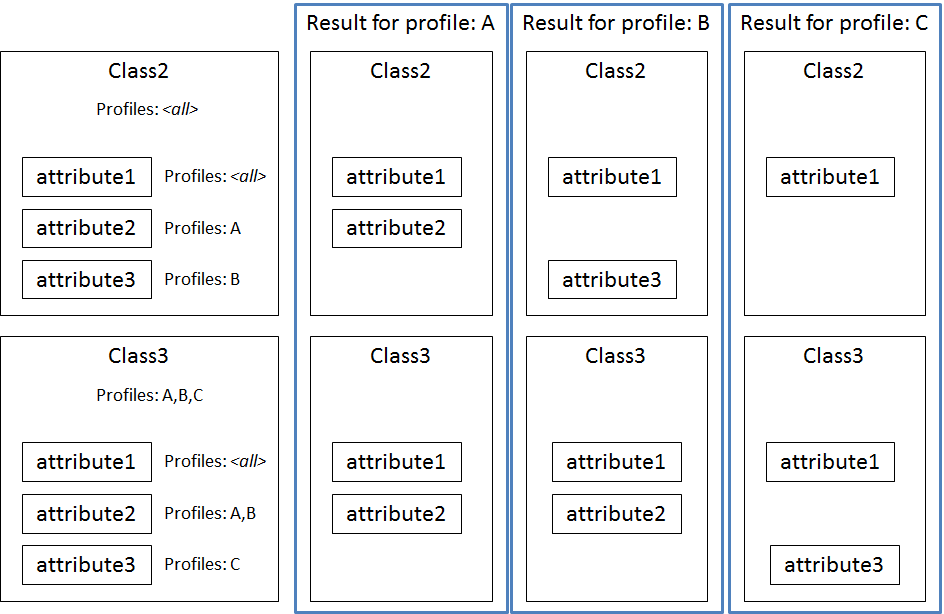 Result for profile: A
Result for profile: B
Result for profile: C
Class2
Profiles: <all>
attribute1 Profiles: <all>
attribute2 Profiles: A
attribute3 Profiles: B
Class2
attribute1
attribute2
Class2
attribute1
attribute3
Class2
attribute1
Class3
Profiles: A,B,C
attribute1 Profiles: <all>
attribute2 Profiles: A,B
attribute3 Profiles: C
Class3
attribute1
attribute2
Class3
attribute1
attribute2
Class3
attribute1
attribute3